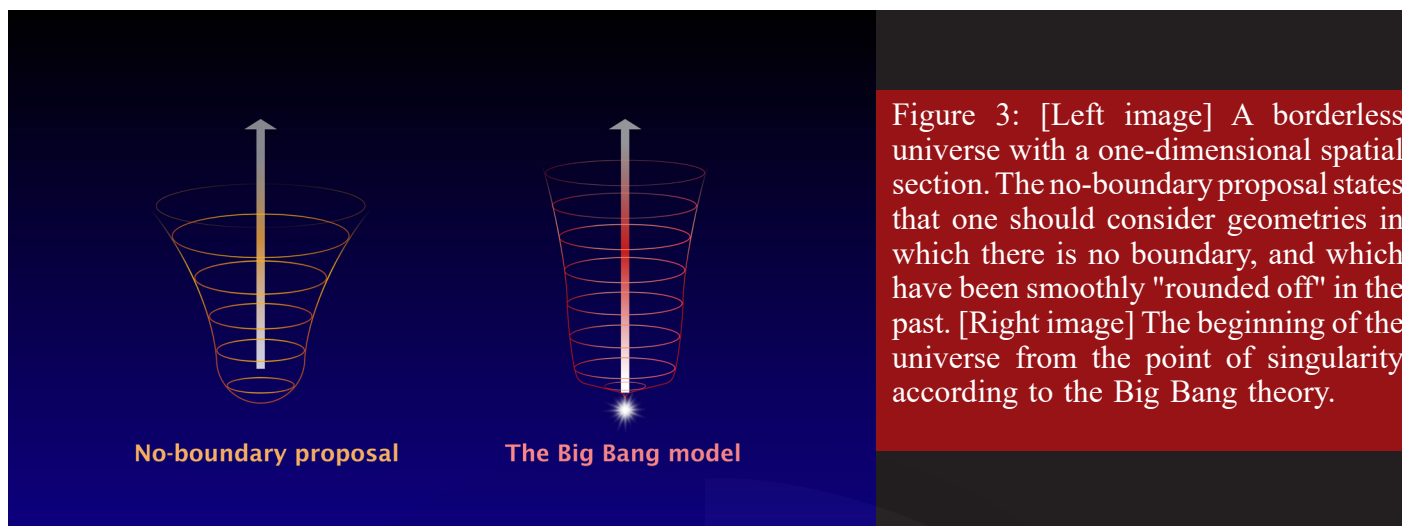 Figure 3: [Left image] A borderless
universe with a one-dimensional spatial
section. The no-boundary proposal states
that one should consider geometries in
which there is no boundary, and which
have been smoothly "rounded off" in the
past. [Right image] The beginning of the
universe from the point of singularity
according to the Big Bang theory.
No-boundary proposal
The Big Bang model